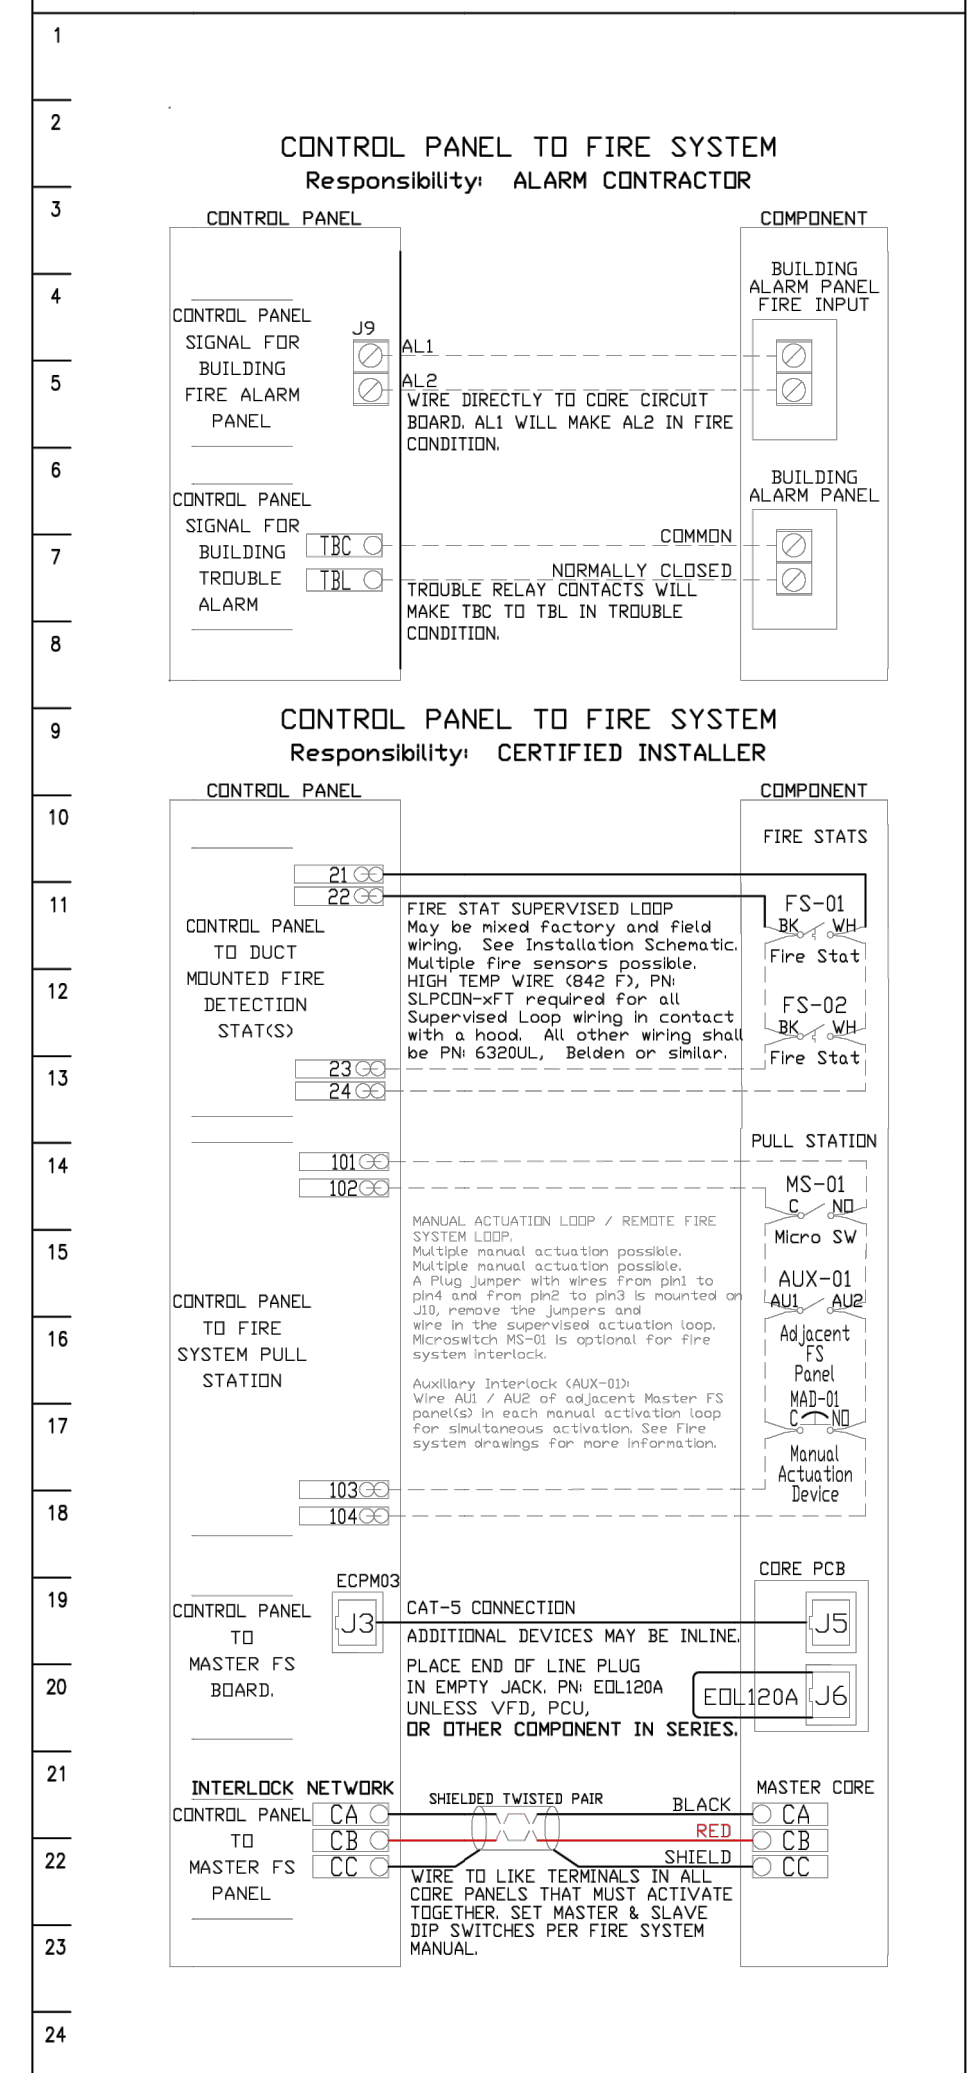 1
2
CONTROL PANEL TO FIRE SYSTEM
Responsibility: ALARM CONTRACTOR
3
CONTROL PANEL
COMPONENT
4
BUILDING
ALARM PANEL
FIRE INPUT
CONTROL PANEL
SIGNAL FOR
BUILDING
FIRE ALARM
PANEL
J9
AL1
5
AL2
WIRE DIRECTLY TO CORE CIRCUIT
BOARD. AL1 WILL MAKE AL2 IN FIRE
CONDITION.
6
BUILDING
ALARM PANEL
CONTROL PANEL
SIGNAL FOR
BUILDING
TROUBLE
ALARM
7
TBC
COMMON
TBL
NORMALLY CLOSED
TROUBLE RELAY CONTACTS WILL
MAKE TBC TO TBL IN TROUBLE
CONDITION.
8
9
CONTROL PANEL TO FIRE SYSTEM
Responsibility: CERTIFIED INSTALLER
CONTROL PANEL
COMPONENT
10
FIRE STATS
21
22
11
CONTROL PANEL
TO DUCT
MOUNTED FIRE
DETECTION
STAT(S)
FIRE STAT SUPERVISED LOOP
May be mixed factory and field
wiring. See Installation Schematic.
Multiple fire sensors possible.
HIGH TEMP WIRE (842 F), PN:
SLPCON-xFT required for all
Supervised Loop wiring in contact
with a hood. All other wiring shall
be PN: 6320UL, Belden or similar.
FS-01
BK WH
Fire Stat
12
FS-02
BK WH
Fire Stat
13
23
24
14
PULL STATION
101
102
MS-01
C NO
Micro SW
15
MANUAL ACTUATION LOOP / REMOTE FIRE
SYSTEM LOOP.
Multiple manual actuation possible.
Multiple manual actuation possible.
A Plug jumper with wires from pin1 to
pin4 and from pin2 to pin3 is mounted on
J10, remove the jumpers and
wire in the supervised actuation loop.
Microswitch MS-01 is optional for fire
system interlock.
Auxiliary Interlock (AUX-01):
Wire AU1 / AU2 of adjacent Master FS
panel(s) in each manual activation loop
for simultaneous activation. See Fire
system drawings for more information.
CONTROL PANEL
TO FIRE
SYSTEM PULL
STATION
AUX-01
AU1 AU2
Adjacent
FS
Panel
16
MAD-01
C NO
Manual
Actuation
Device
17
103
104
18
CORE PCB
19
ECPM03
J3
CONTROL PANEL
TO
MASTER FS
BOARD.
CAT-5 CONNECTION
ADDITIONAL DEVICES MAY BE INLINE.
J5
20
PLACE END OF LINE PLUG
IN EMPTY JACK. PN: EOL120A
UNLESS VFD, PCU,
OR OTHER COMPONENT IN SERIES.
EOL120A
J6
21
INTERLOCK NETWORK
SHIELDED TWISTED PAIR
MASTER CORE
CONTROL PANEL
TO
MASTER FS
PANEL
CA
BLACK
CA
CB
RED
CB
22
CC
SHIELD
CC
WIRE TO LIKE TERMINALS IN ALL
CORE PANELS THAT MUST ACTIVATE
TOGETHER. SET MASTER & SLAVE
DIP SWITCHES PER FIRE SYSTEM
MANUAL.
23
24